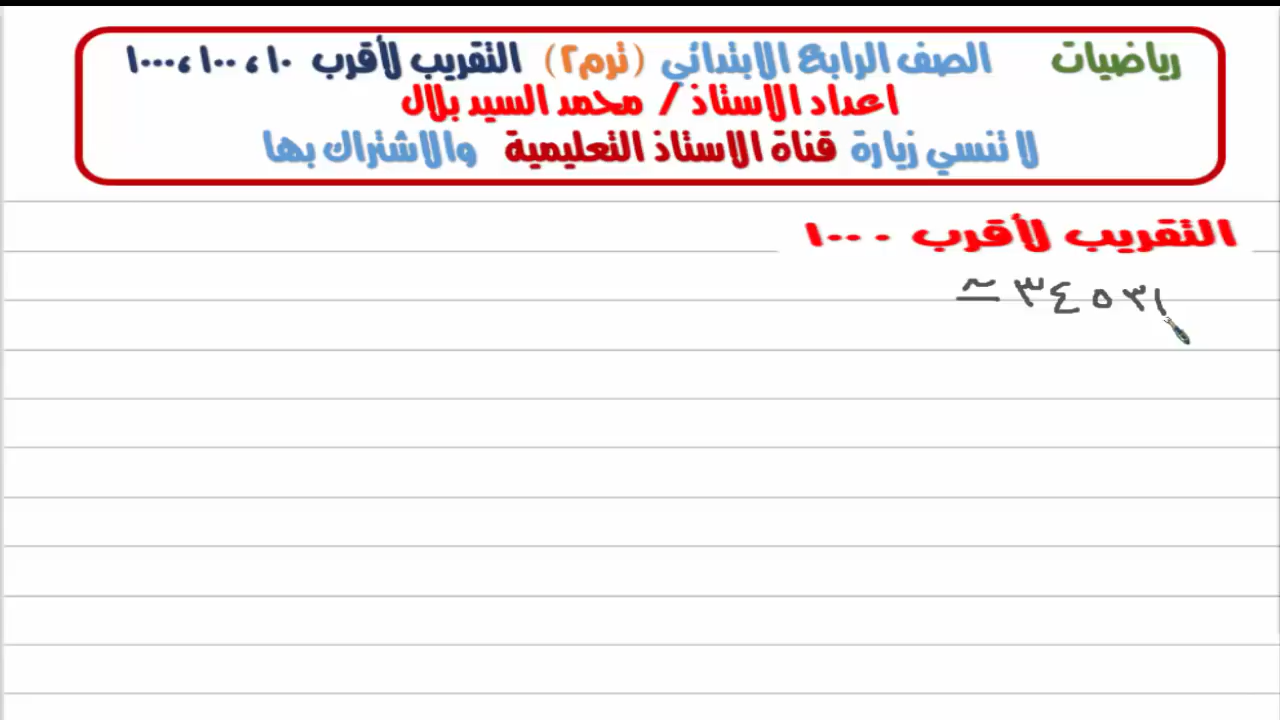 رياضيات الصف الرابع الابتدائي (ترم٢) التقريب لأقرب ١٠ ، ١٠٠ ، ١٠٠٠
اعداد الاستاذ / محمد السيد بلال
لا تنسي زيارة قناة الاستاذ التعليمية والاشتراك بها
التقريب لأقرب ١٠٠٠
≃ ٣٤٥٣١